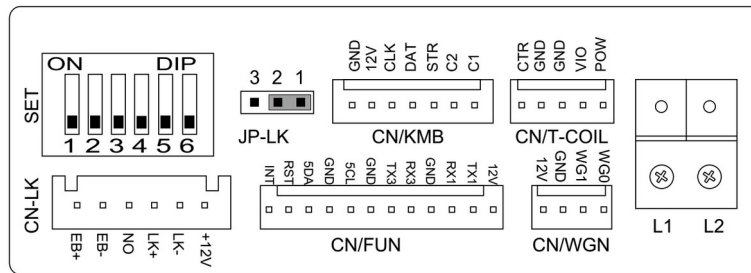 ON DIP
SET
1 2 3 4 5 6
3 2 1
JP-LK
GND 12V CLK DAT STR C2 C1
CN/KMB
CTR GND GND VIO POW
CN/T-COIL
CN-LK
EB+ EB- NO LK+ LK- +12V
INT RST 5DA GND 5CL GND TX3 RX3 GND RX1 TX1 12V
CN/FUN
12V GND WG1 WG0
CN/WGN
L1 L2